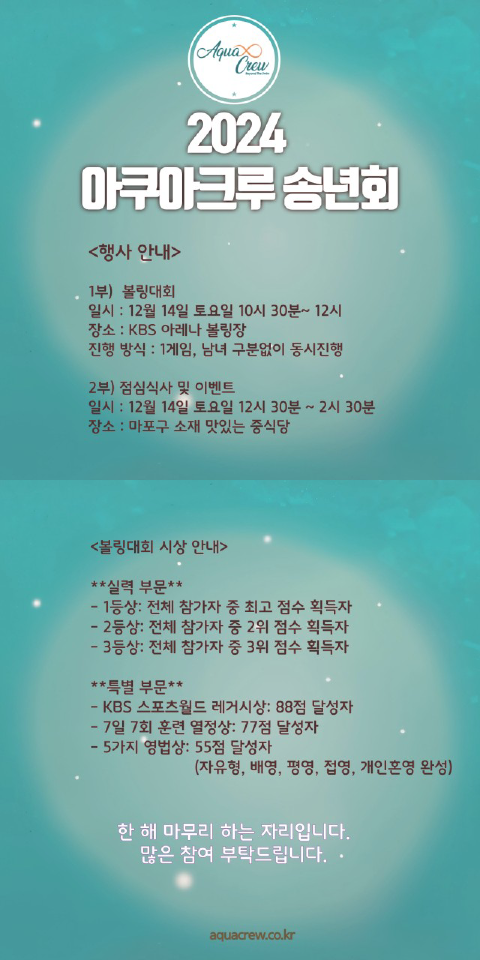 Aqua
Crew
2024
아쿠아크루 송년회
<행사 안내>
1부) 볼링대회
일시 : 12월 14일 토요일 10시 30분~ 12시
장소 : KBS 아레나 볼링장
진행 방식 : 1게임, 남녀 구분없이 동시진행
2부) 점심식사 및 이벤트
일시 : 12월 14일 토요일 12시 30분 ~ 2시 30분
장소 : 마포구 소재 맛있는 중식당
<볼링대회 시상 안내>
**실력 부문**
- 1등상: 전체 참가자 중 최고 점수 획득자
- 2등상: 전체 참가자 중 2위 점수 획득자
- 3등상: 전체 참가자 중 3위 점수 획득자
**특별 부문**
- KBS 스포츠월드 레거시상: 88점 달성자
- 7일 7회 훈련 열정상: 77점 달성자
- 5가지 영법상: 55점 달성자
(자유형, 배영, 평영, 접영, 개인혼영 완성)
한 해 마무리 하는 자리입니다.
많은 참여 부탁드립니다.
aquacrew.co.kr